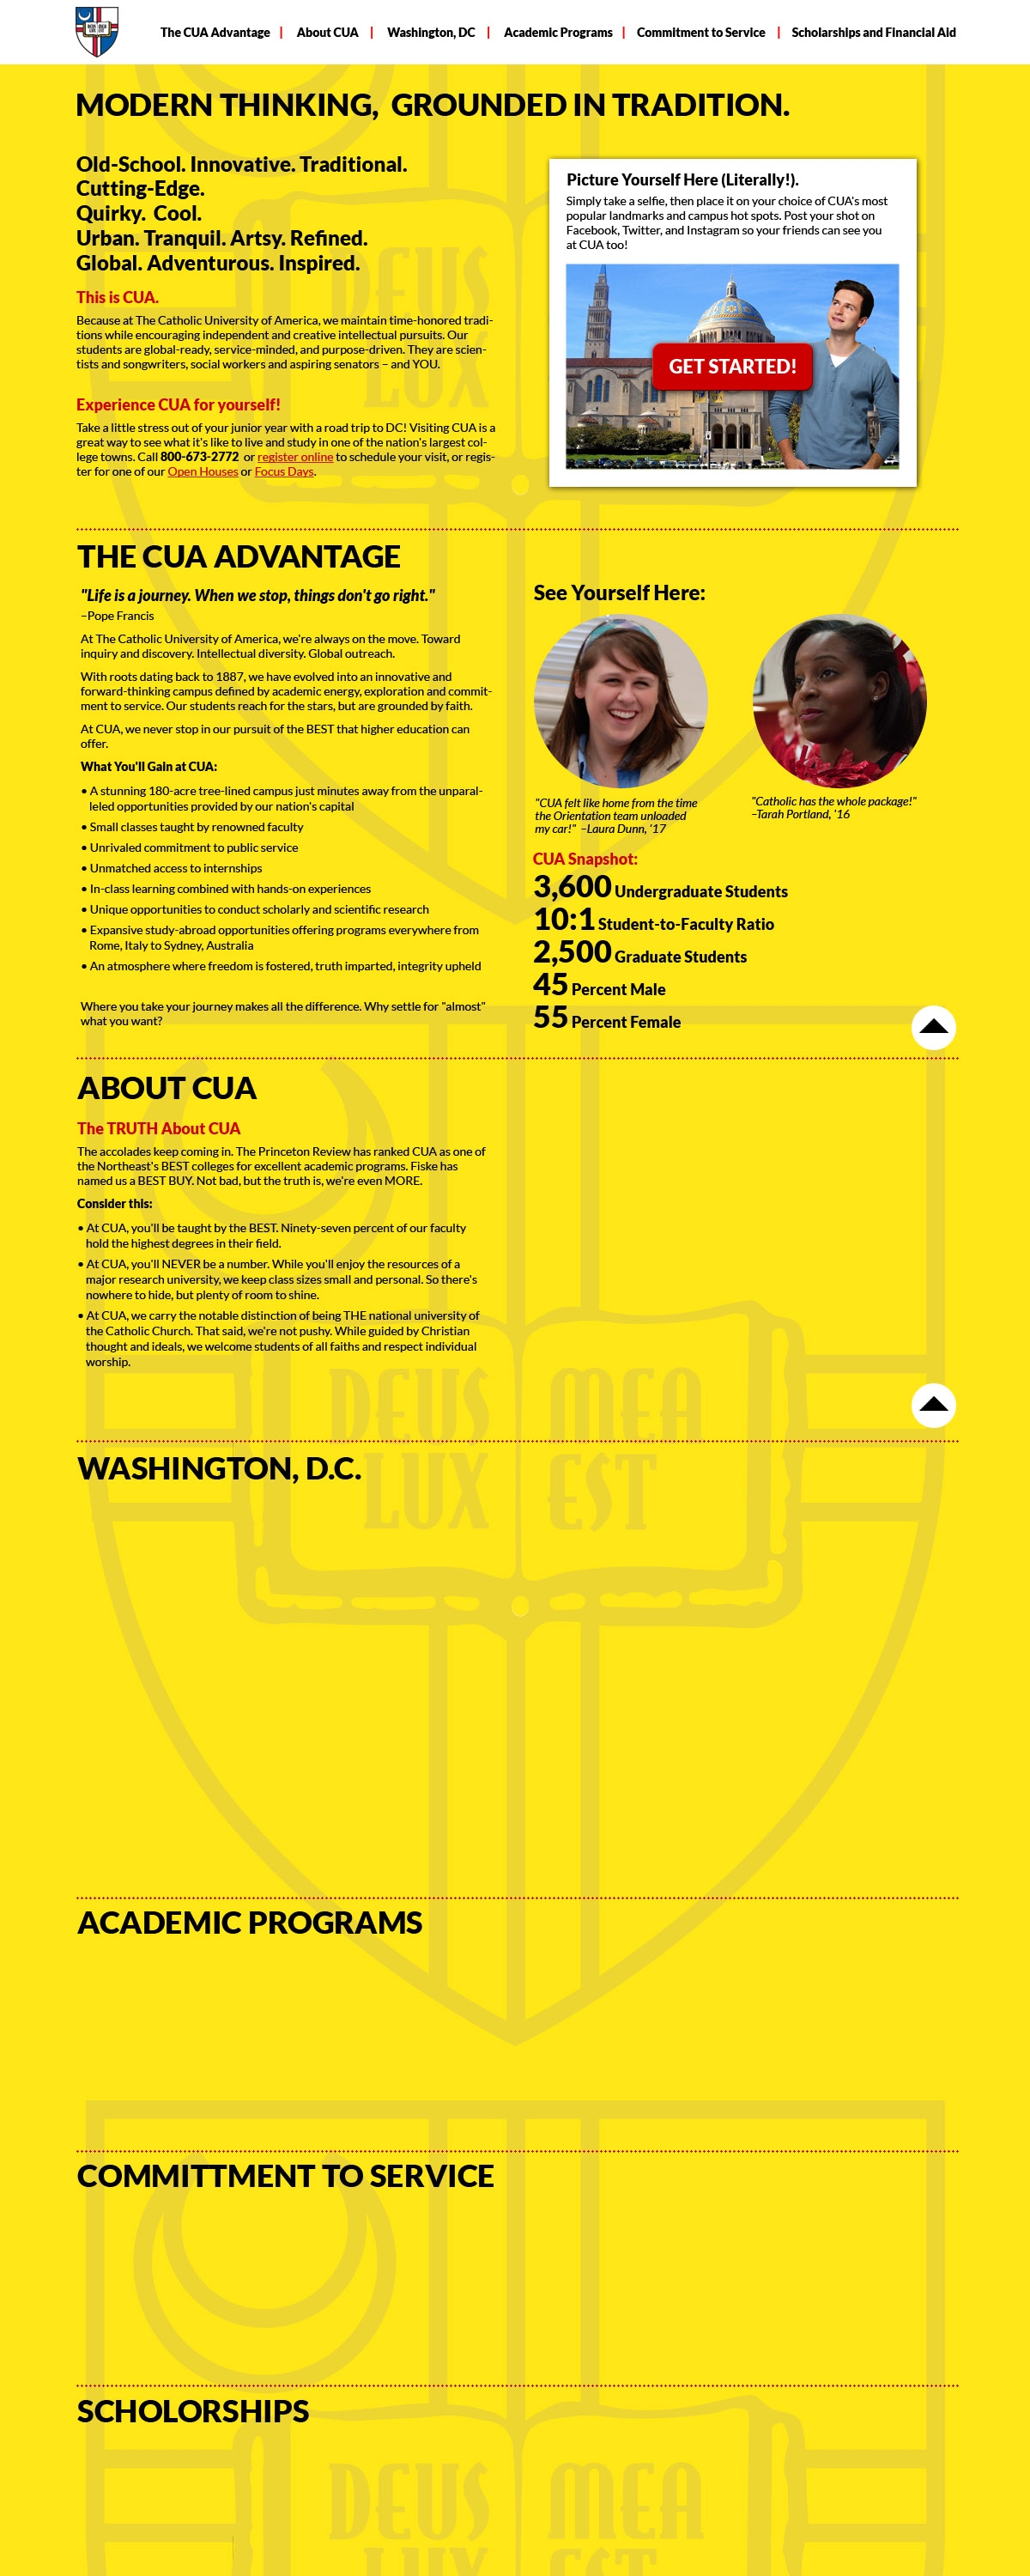 The CUA Advantage | About CUA | Washington, DC | Academic Programs | Commitment to Service | Scholarships and Financial Aid
MODERN THINKING, GROUNDED IN TRADITION.
Old-School. Innovative. Traditional.
Cutting-Edge.
Quirky. Cool.
Urban. Tranquil. Artsy. Refined.
Global. Adventurous. Inspired.
This is CUA.
Because at The Catholic University of America, we maintain time-honored tradi-
tions while encouraging independent and creative intellectual pursuits. Our
students are global-ready, service-minded, and purpose-driven. They are scien-
tists and songwriters, social workers and aspiring senators – and YOU.
Experience CUA for yourself!
Take a little stress out of your junior year with a road trip to DC! Visiting CUA is a
great way to see what it's like to live and study in one of the nation's largest col-
lege towns. Call 800-673-2772 or register online to schedule your visit, or regis-
ter for one of our Open Houses or Focus Days.
Picture Yourself Here (Literally!).
Simply take a selfie, then place it on your choice of CUA's most
popular landmarks and campus hot spots. Post your shot on
Facebook, Twitter, and Instagram so your friends can see you
at CUA too!
GET STARTED!
THE CUA ADVANTAGE
"Life is a journey. When we stop, things don't go right."
–Pope Francis
At The Catholic University of America, we're always on the move. Toward
inquiry and discovery. Intellectual diversity. Global outreach.
With roots dating back to 1887, we have evolved into an innovative and
forward-thinking campus defined by academic energy, exploration and commit-
ment to service. Our students reach for the stars, but are grounded by faith.
At CUA, we never stop in our pursuit of the BEST that higher education can
offer.
What You'll Gain at CUA:
• A stunning 180-acre tree-lined campus just minutes away from the unparal-
leled opportunities provided by our nation's capital
• Small classes taught by renowned faculty
• Unrivaled commitment to public service
• Unmatched access to internships
• In-class learning combined with hands-on experiences
• Unique opportunities to conduct scholarly and scientific research
• Expansive study-abroad opportunities offering programs everywhere from
Rome, Italy to Sydney, Australia
• An atmosphere where freedom is fostered, truth imparted, integrity upheld
Where you take your journey makes all the difference. Why settle for "almost"
what you want?
See Yourself Here:
"CUA felt like home from the time
the Orientation team unloaded
my car!" –Laura Dunn, '17
"Catholic has the whole package!"
–Tarah Portland, '16
CUA Snapshot:
3,600 Undergraduate Students
10:1 Student-to-Faculty Ratio
2,500 Graduate Students
45 Percent Male
55 Percent Female
ABOUT CUA
The TRUTH About CUA
The accolades keep coming in. The Princeton Review has ranked CUA as one of
the Northeast's BEST colleges for excellent academic programs. Fiske has
named us a BEST BUY. Not bad, but the truth is, we're even MORE.
Consider this:
• At CUA, you'll be taught by the BEST. Ninety-seven percent of our faculty
hold the highest degrees in their field.
• At CUA, you'll NEVER be a number. While you'll enjoy the resources of a
major research university, we keep class sizes small and personal. So there's
nowhere to hide, but plenty of room to shine.
• At CUA, we carry the notable distinction of being THE national university of
the Catholic Church. That said, we're not pushy. While guided by Christian
thought and ideals, we welcome students of all faiths and respect individual
worship.
DEUS MEA
LUX EST
WASHINGTON, D.C.
ACADEMIC PROGRAMS
COMMITTMENT TO SERVICE
SCHOLORSHIPS
DEUS MEA
LUX EST